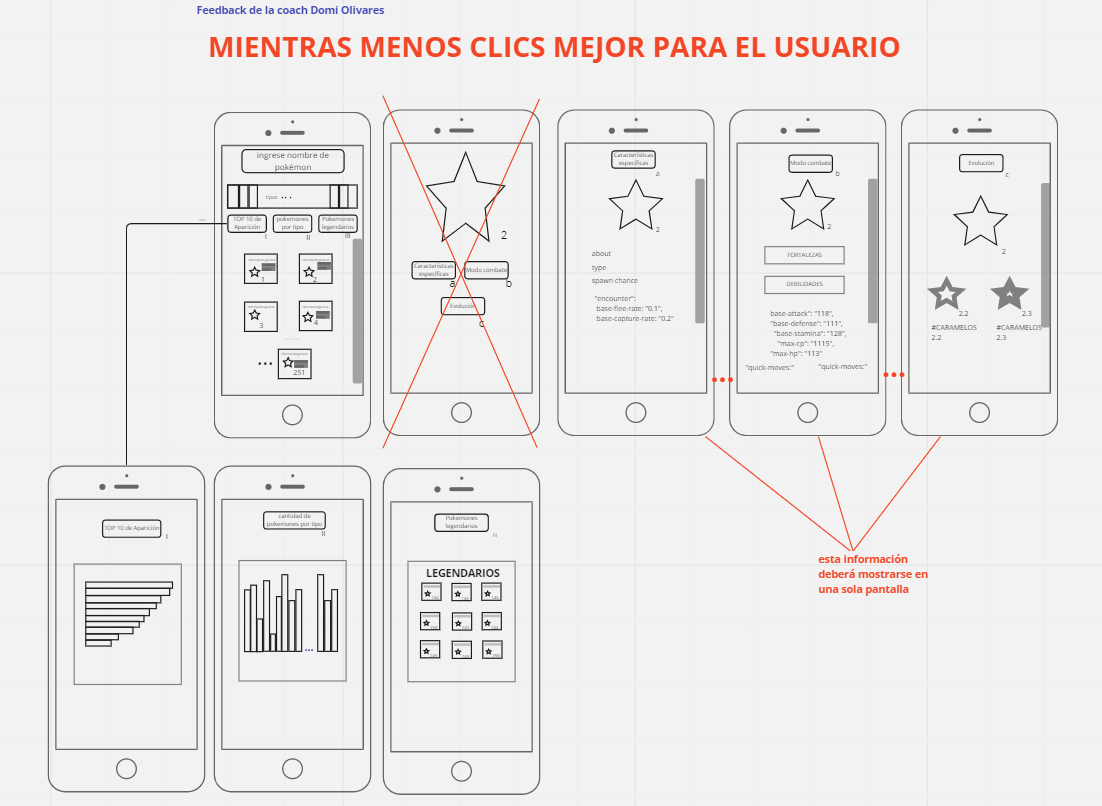 Feedback de la coach Domi Olivares
MIENTRAS MENOS CLICS MEJOR PARA EL USUARIO
ingrese nombre de
pokémon
tipos •••
TOP 10 de
Aparición
I
pokemones
por tipo
II
Pokemones
legendarios
III
1
2
3
4
•••
251
2
Características
específicas
a
Modo combate
b
Evolución
c
Características
específicas
a
2
about
type
spawn chance
"encounter":
base-flee-rate: "0.1",
base-capture-rate: "0.2"
Modo combate
b
2
FORTALEZAS
DEBILIDADES
base-attack": "118",
"base-defense": "111",
"base-stamina": "128",
"max-cp": "1115",
"max-hp": "113"
"quick-moves:"
"quick-moves:"
Evolución
c
2
2.2
2.3
#CARAMELOS
2.2
#CARAMELOS
2.3
TOP 10 de Aparición
I
cantidad de
pokemones por tipo
II
...
Pokemones
legendarios
III
LEGENDARIOS
esta información
deberá mostrarse en
una sola pantalla